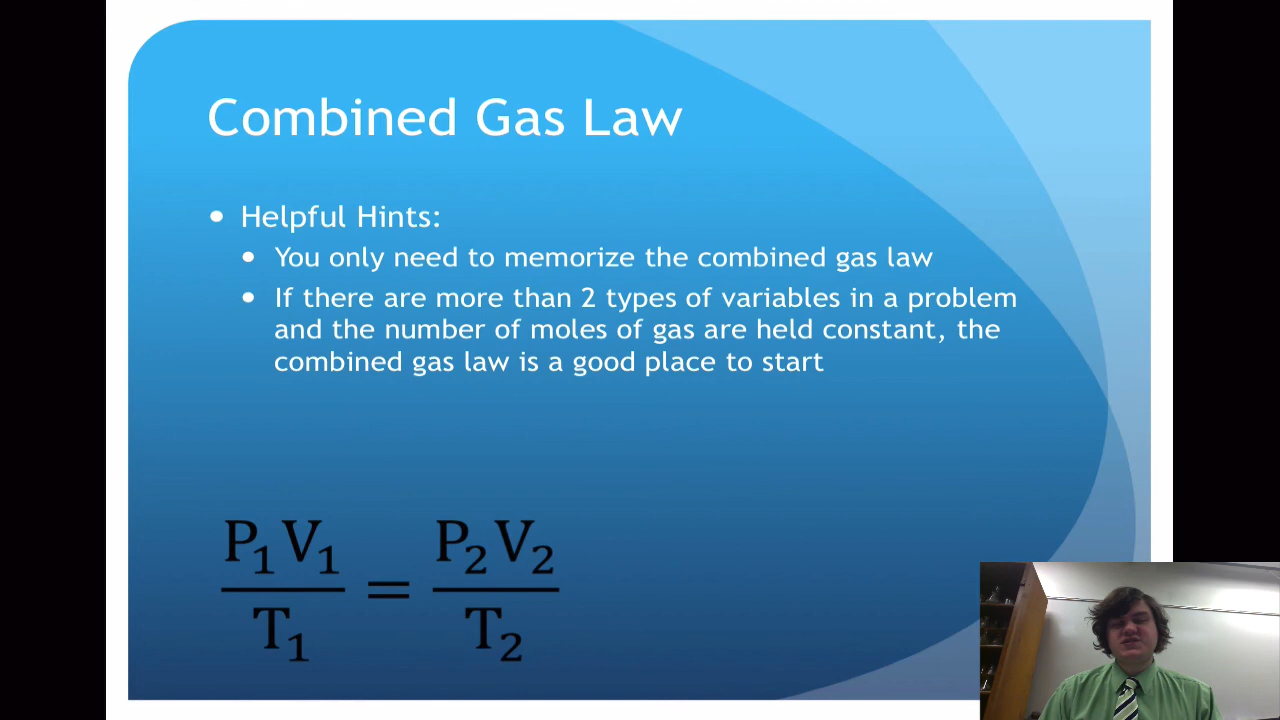 Combined Gas Law
• Helpful Hints:
• You only need to memorize the combined gas law
• If there are more than 2 types of variables in a problem
and the number of moles of gas are held constant, the
combined gas law is a good place to start
P₁V₁ / T₁ = P₂V₂ / T₂